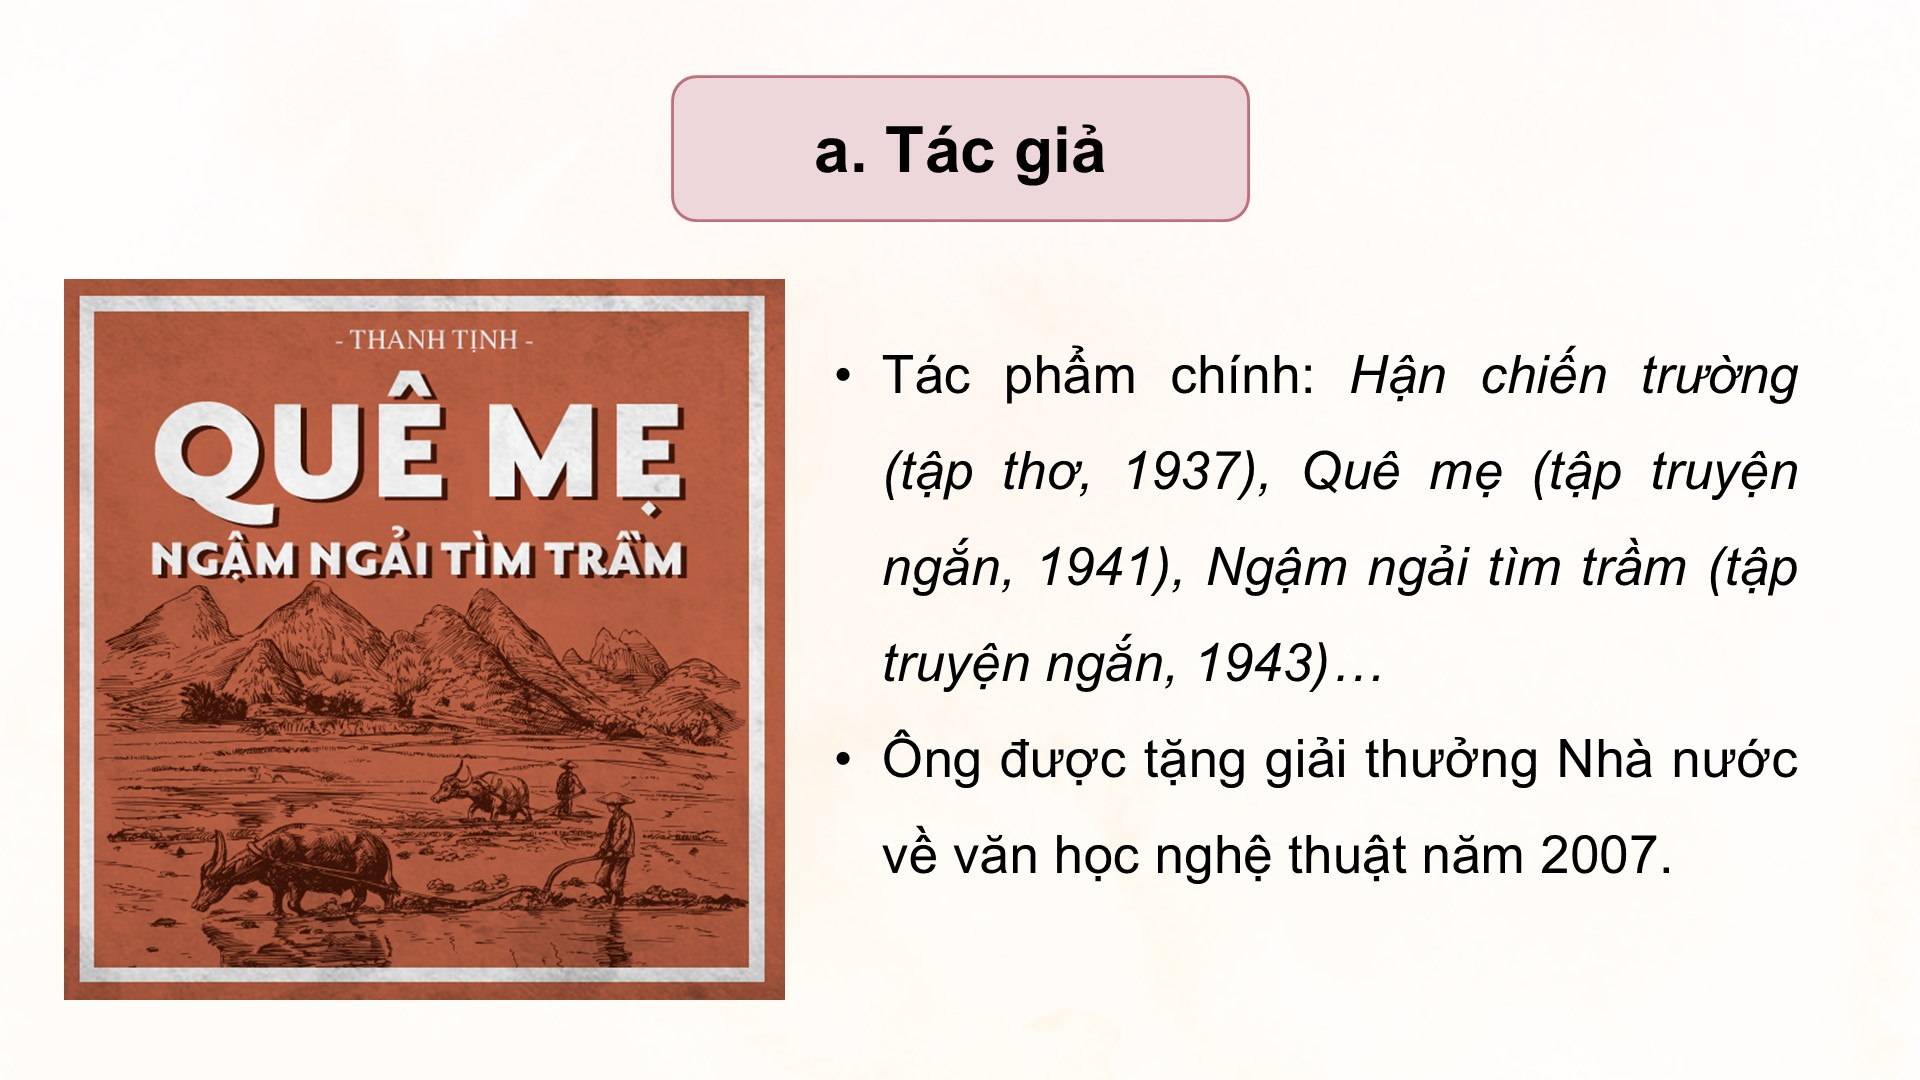 a. Tác giả
- THANH TỊNH -
QUÊ MẸ
NGẬM NGẢI TÌM TRẦM
• Tác phẩm chính: Hận chiến trường
(tập thơ, 1937), Quê mẹ (tập truyện
ngắn, 1941), Ngậm ngải tìm trầm (tập
truyện ngắn, 1943)…
• Ông được tặng giải thưởng Nhà nước
về văn học nghệ thuật năm 2007.